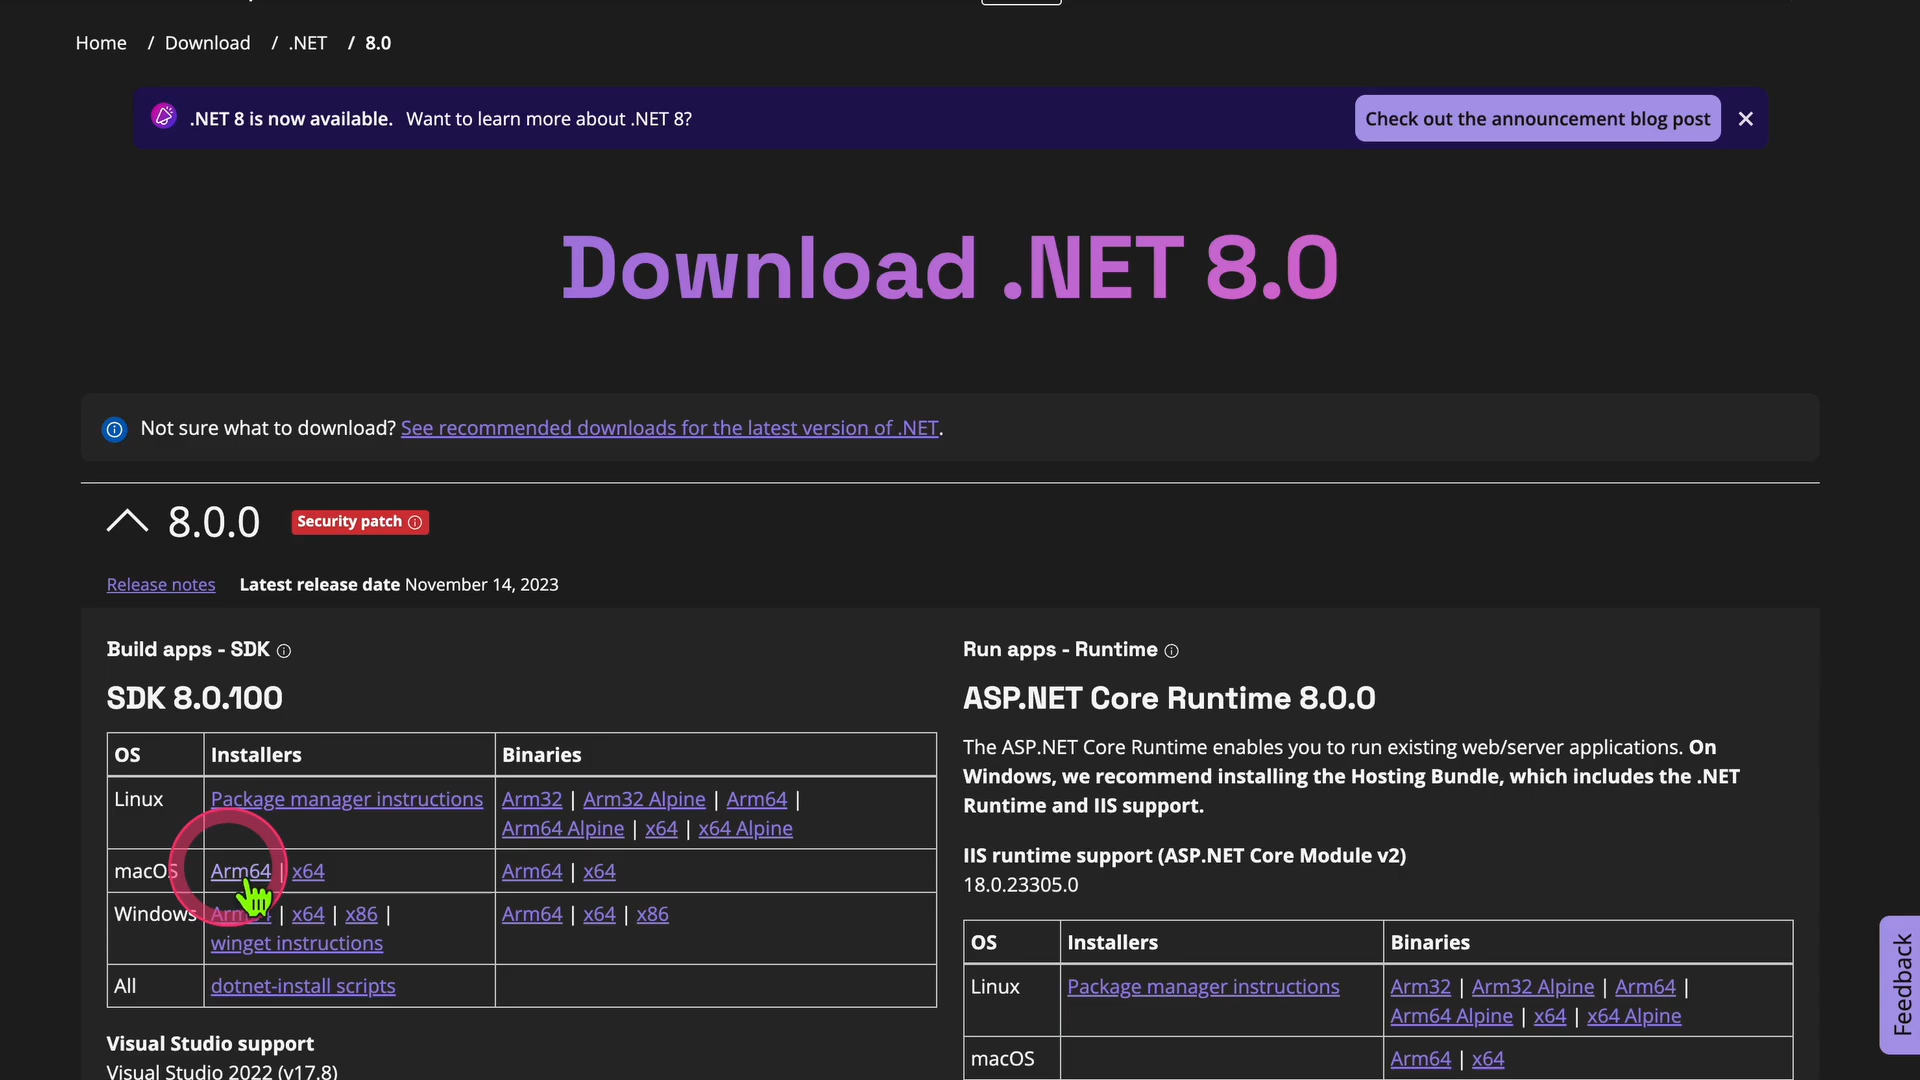 Home / Download / .NET / 8.0
.NET 8 is now available. Want to learn more about .NET 8?
Check out the announcement blog post
Download .NET 8.0
Not sure what to download? See recommended downloads for the latest version of .NET.
8.0.0 Security patch
Release notes Latest release date November 14, 2023
Build apps - SDK
SDK 8.0.100
OS Installers Binaries
Linux Package manager instructions Arm32 | Arm32 Alpine | Arm64 |
Arm64 Alpine | x64 | x64 Alpine
macOS Arm64 | x64 Arm64 | x64
Windows Arm64 | x64 | x86 | Arm64 | x64 | x86
winget instructions
All dotnet-install scripts
Visual Studio support
Visual Studio 2022 (v17.8)
Run apps - Runtime
ASP.NET Core Runtime 8.0.0
The ASP.NET Core Runtime enables you to run existing web/server applications. On
Windows, we recommend installing the Hosting Bundle, which includes the .NET
Runtime and IIS support.
IIS runtime support (ASP.NET Core Module v2)
18.0.23305.0
OS Installers Binaries
Linux Package manager instructions Arm32 | Arm32 Alpine | Arm64 |
Arm64 Alpine | x64 | x64 Alpine
macOS Arm64 | x64
Feedback